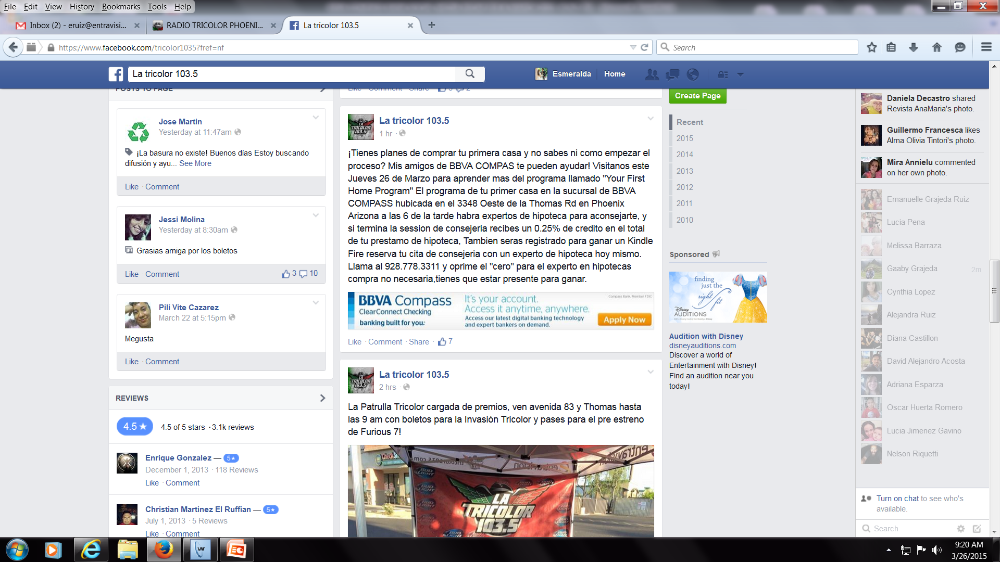 File Edit View History Bookmarks Tools Help
Inbox (2) - eruiz@entravisi...
RADIO TRICOLOR PHOENI...
La tricolor 103.5
https://www.facebook.com/tricolor1035?fref=nf
Search
La tricolor 103.5
Esmeralda Home
POSTS TO PAGE
Jose Martin
Yesterday at 11:47am
¡La basura no existe! Buenos días Estoy buscando
difusión y ayu... See More
Like · Comment
Jessi Molina
Yesterday at 8:30am
Grasias amiga por los boletos
Like · Comment 3 10
Pili Vite Cazarez
March 22 at 5:15pm
Megusta
Like · Comment
REVIEWS
4.5 ★ 4.5 of 5 stars · 3.1k reviews
Enrique Gonzalez — 5★
December 1, 2013 · 118 Reviews
Like · Comment
Christian Martinez El Ruffian — 5★
July 1, 2013 · 5 Reviews
Like · Comment
Like · Comment · Share
LA TRICOLOR 103.5
La tricolor 103.5
1 hr ·
¡Tienes planes de comprar tu primera casa y no sabes ni como empezar el
proceso? Mis amigos de BBVA COMPAS te pueden ayudar! Visitanos este
Jueves 26 de Marzo para aprender mas del programa llamado "Your First
Home Program" El programa de tu primer casa en la sucursal de BBVA
COMPASS hubicada en el 3348 Oeste de la Thomas Rd en Phoenix
Arizona a las 6 de la tarde habra expertos de hipoteca para aconsejarte, y
si termina la session de consejeria recibes un 0.25% de credito en el total
de tu prestamo de hipoteca, Tambien seras registrado para ganar un Kindle
Fire reserva tu cita de consejeria con un experto de hipoteca hoy mismo.
Llama al 928.778.3311 y oprime el "cero" para el experto en hipotecas
compra no necesaria,tienes que estar presente para ganar.
BBVA Compass
ClearConnect Checking
banking built for you:
It's your account.
Access it anytime, anywhere.
Access our latest digital banking technology
and expert bankers on demand.
Compass Bank, Member FDIC
Apply Now
Like · Comment · Share · 7
LA TRICOLOR 103.5
La tricolor 103.5
2 hrs ·
La Patrulla Tricolor cargada de premios, ven avenida 83 y Thomas hasta
las 9 am con boletos para la Invasión Tricolor y pases para el pre estreno
de Furious 7!
BUD LIGHT
LA
TRICOLOR
103.5
Create Page
Recent
2015
2014
2013
2012
2011
2010
Sponsored
finding
just the
right fit
Disney
AUDITIONS
Audition with Disney
disneyauditions.com
Discover a world of
Entertainment with Disney!
Find an audition near you
today!
Daniela Decastro shared
Revista AnaMaria's photo.
Guillermo Francesca likes
Alma Olivia Tintori's photo.
Mira Annielu commented
on her own photo.
Emanuelle Grajeda Ruiz
Lucia Pena
Melissa Barraza
Gaaby Grajeda 2m
Cynthia Lopez
Alejandra Ruiz
Diana Castillon
David Alejandro Acosta
Adriana Esparza
Oscar Huerta Romero
Lucia Jimenez Gavino
Nelson Riquetti
Turn on chat to see who's
available.
Search
9:20 AM
3/26/2015